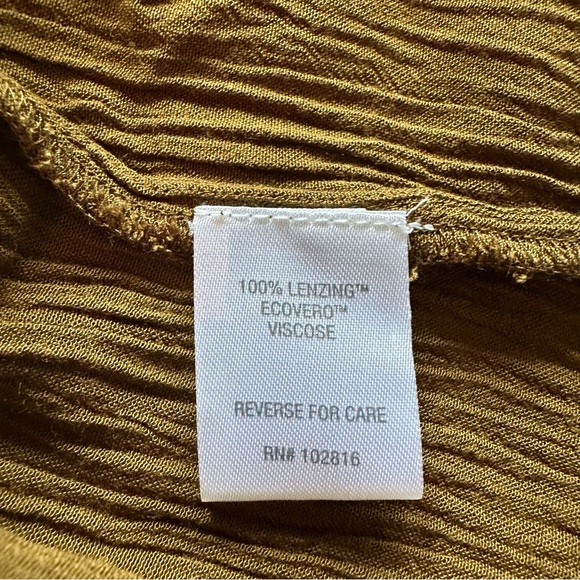 100% LENZING™
ECOVERO™
VISCOSE
REVERSE FOR CARE
RN# 102816